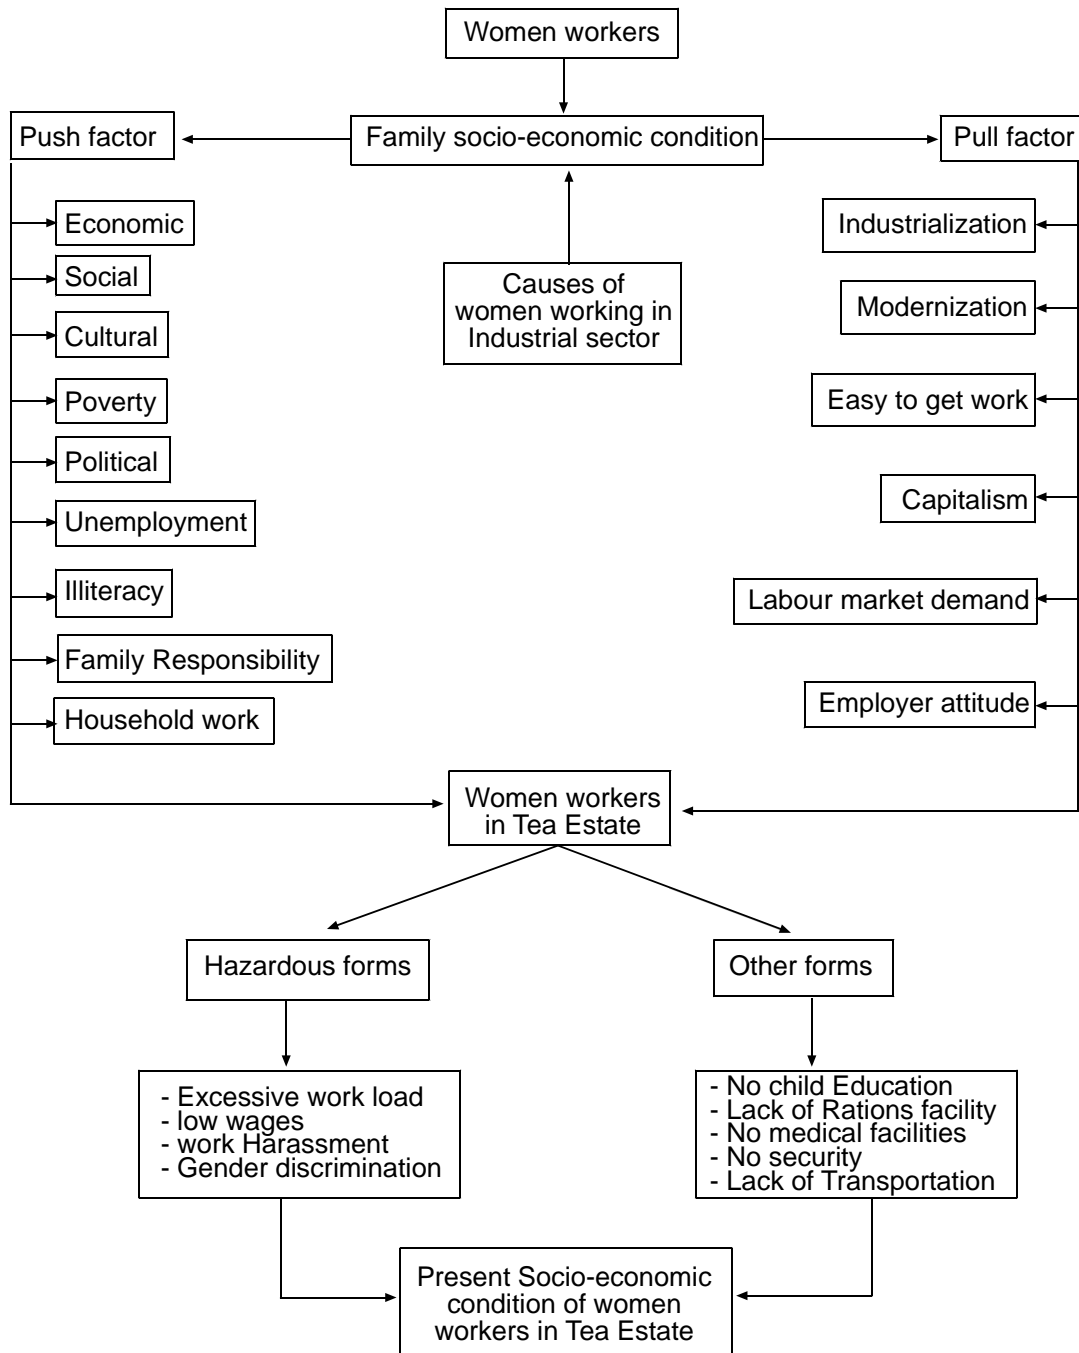 Women workers
Push factor
Family socio-economic condition
Pull factor
Economic
Social
Cultural
Poverty
Political
Unemployment
Illiteracy
Family Responsibility
Household work
Causes of
women working in
Industrial sector
Industrialization
Modernization
Easy to get work
Capitalism
Labour market demand
Employer attitude
Women workers
in Tea Estate
Hazardous forms
Other forms
- Excessive work load
- low wages
- work Harassment
- Gender discrimination
- No child Education
- Lack of Rations facility
- No medical facilities
- No security
- Lack of Transportation
Present Socio-economic
condition of women
workers in Tea Estate